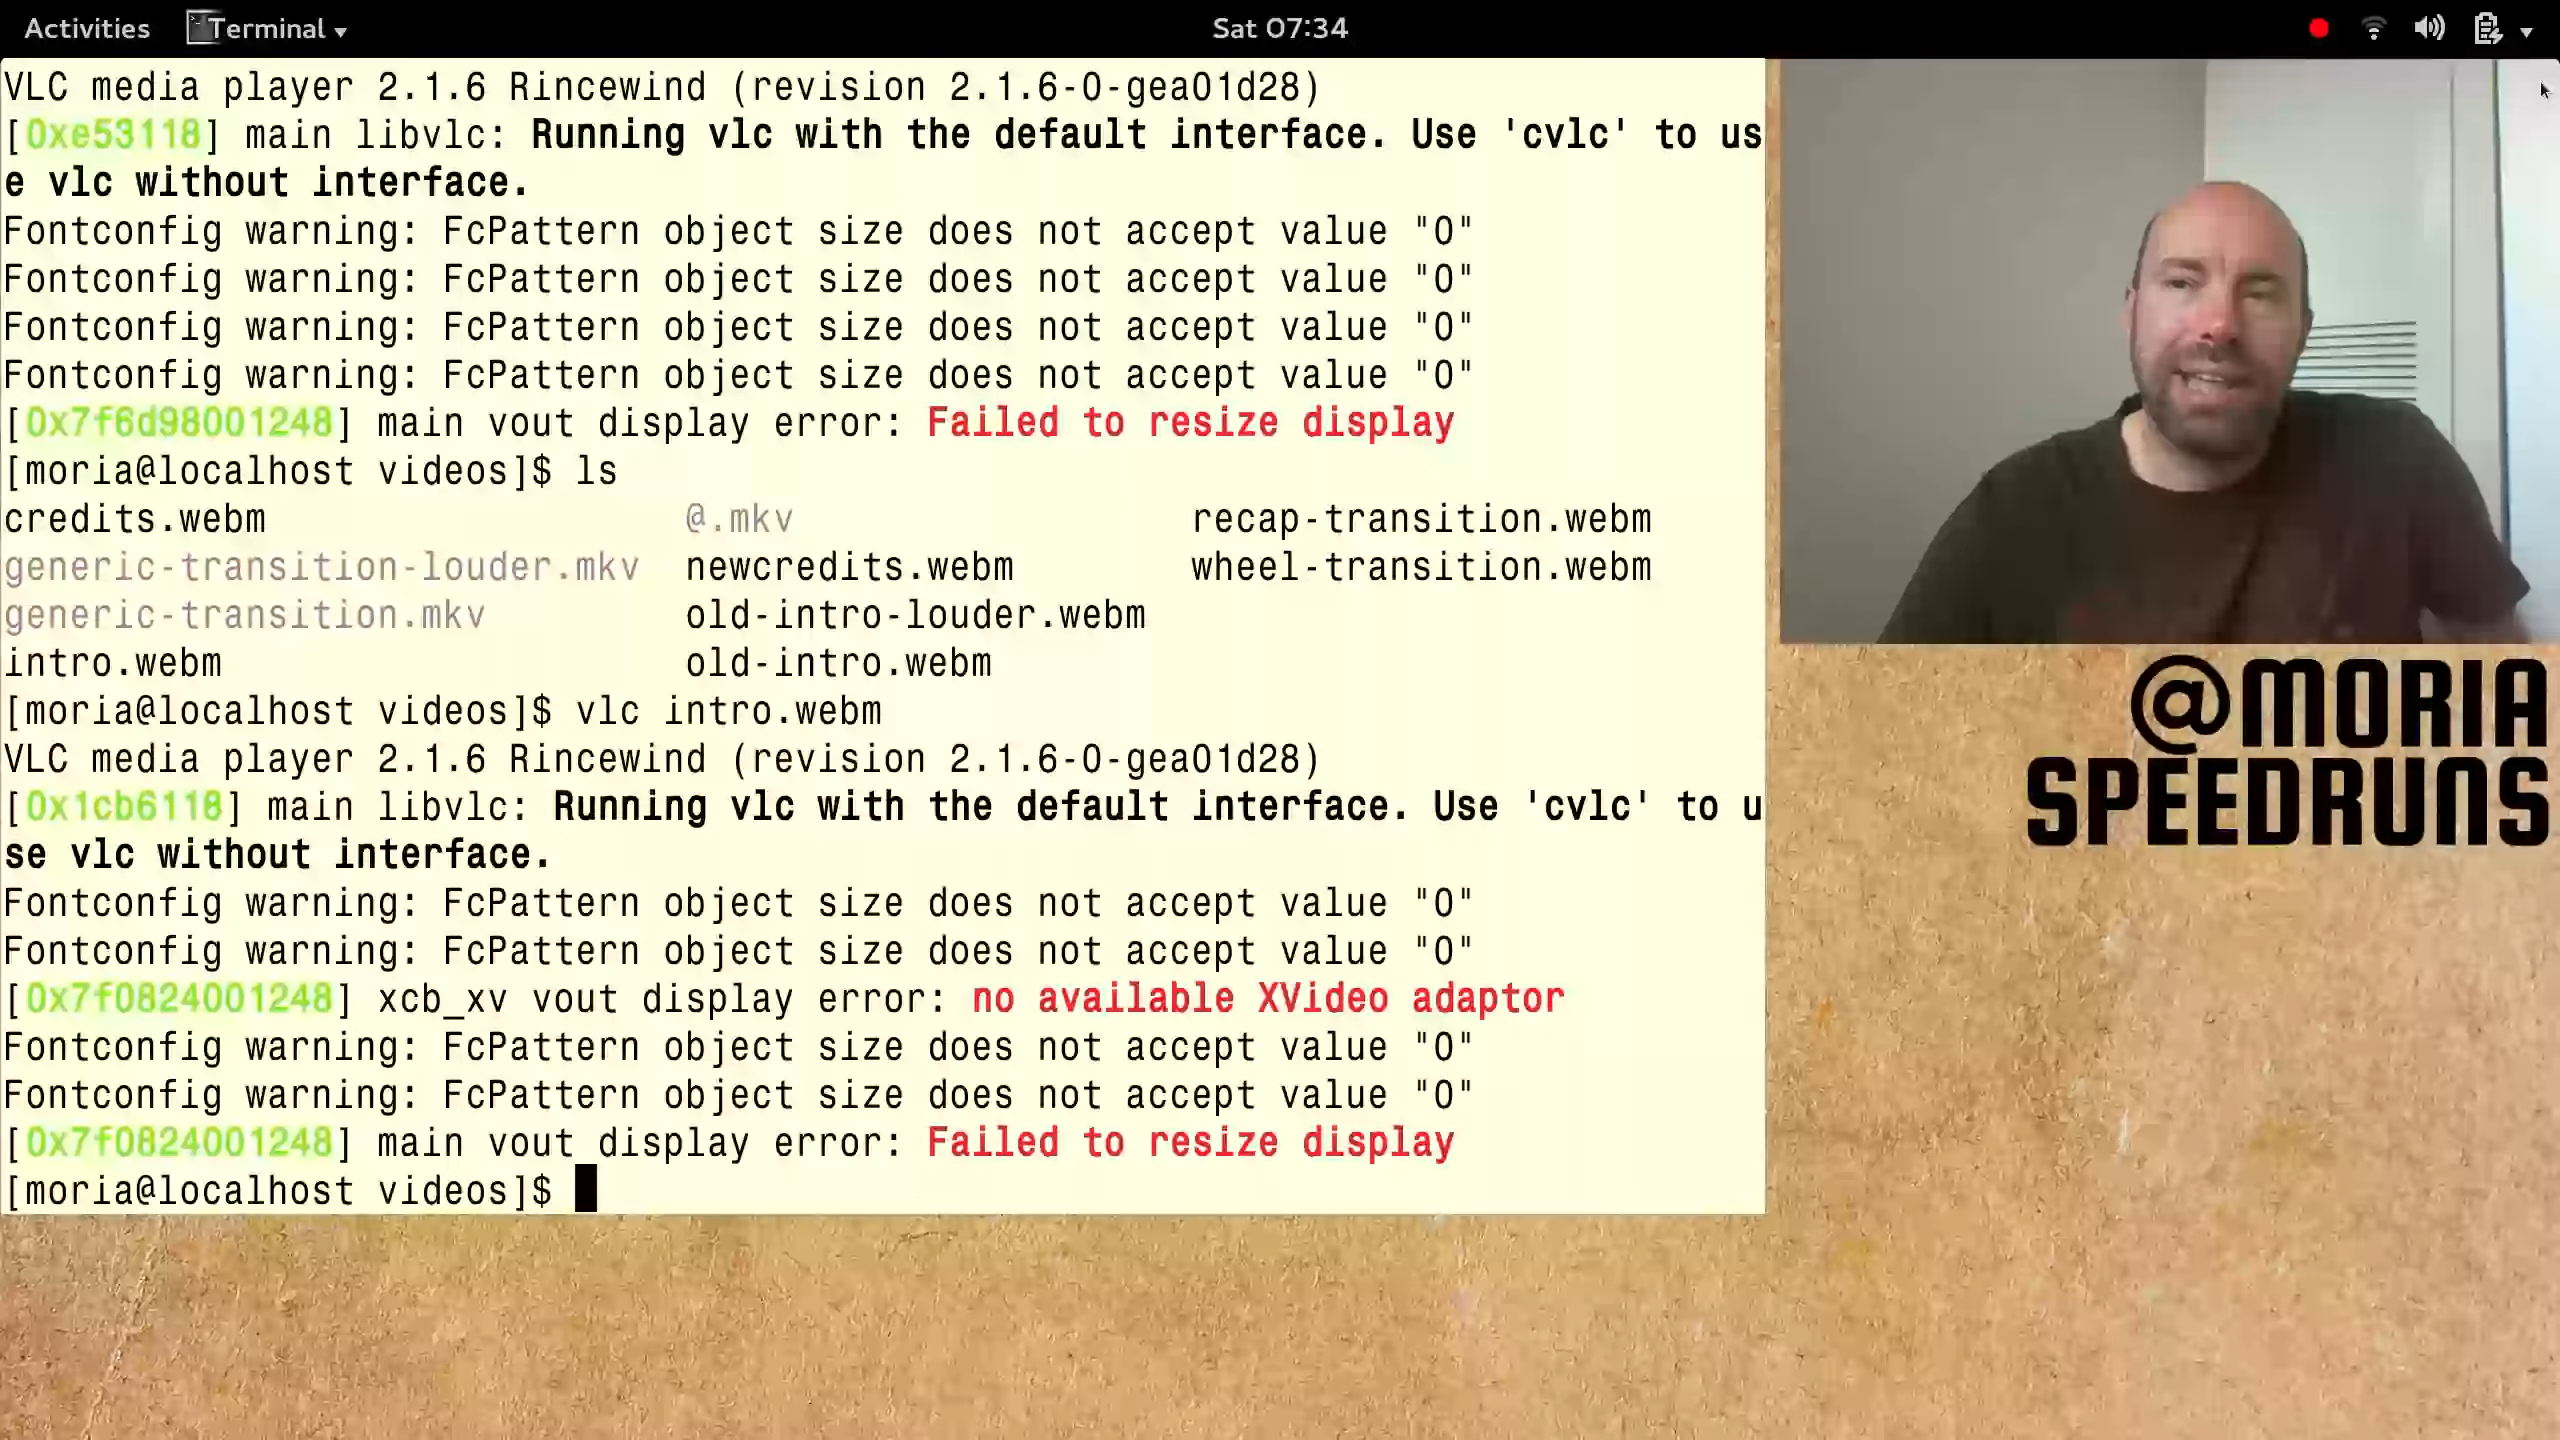 Activities Terminal Sat 07:34
VLC media player 2.1.6 Rincewind (revision 2.1.6-0-gea01d28)
[0xe53118] main libvlc: Running vlc with the default interface. Use 'cvlc' to us
e vlc without interface.
Fontconfig warning: FcPattern object size does not accept value "0"
Fontconfig warning: FcPattern object size does not accept value "0"
Fontconfig warning: FcPattern object size does not accept value "0"
Fontconfig warning: FcPattern object size does not accept value "0"
[0x7f6d98001248] main vout display error: Failed to resize display
[moria@localhost videos]$ ls
credits.webm @.mkv recap-transition.webm
generic-transition-louder.mkv newcredits.webm wheel-transition.webm
generic-transition.mkv old-intro-louder.webm
intro.webm old-intro.webm
[moria@localhost videos]$ vlc intro.webm
VLC media player 2.1.6 Rincewind (revision 2.1.6-0-gea01d28)
[0x1cb6118] main libvlc: Running vlc with the default interface. Use 'cvlc' to u
se vlc without interface.
Fontconfig warning: FcPattern object size does not accept value "0"
Fontconfig warning: FcPattern object size does not accept value "0"
[0x7f0824001248] xcb_xv vout display error: no available XVideo adaptor
Fontconfig warning: FcPattern object size does not accept value "0"
Fontconfig warning: FcPattern object size does not accept value "0"
[0x7f0824001248] main vout display error: Failed to resize display
[moria@localhost videos]$
@MORIA
SPEEDRUNS